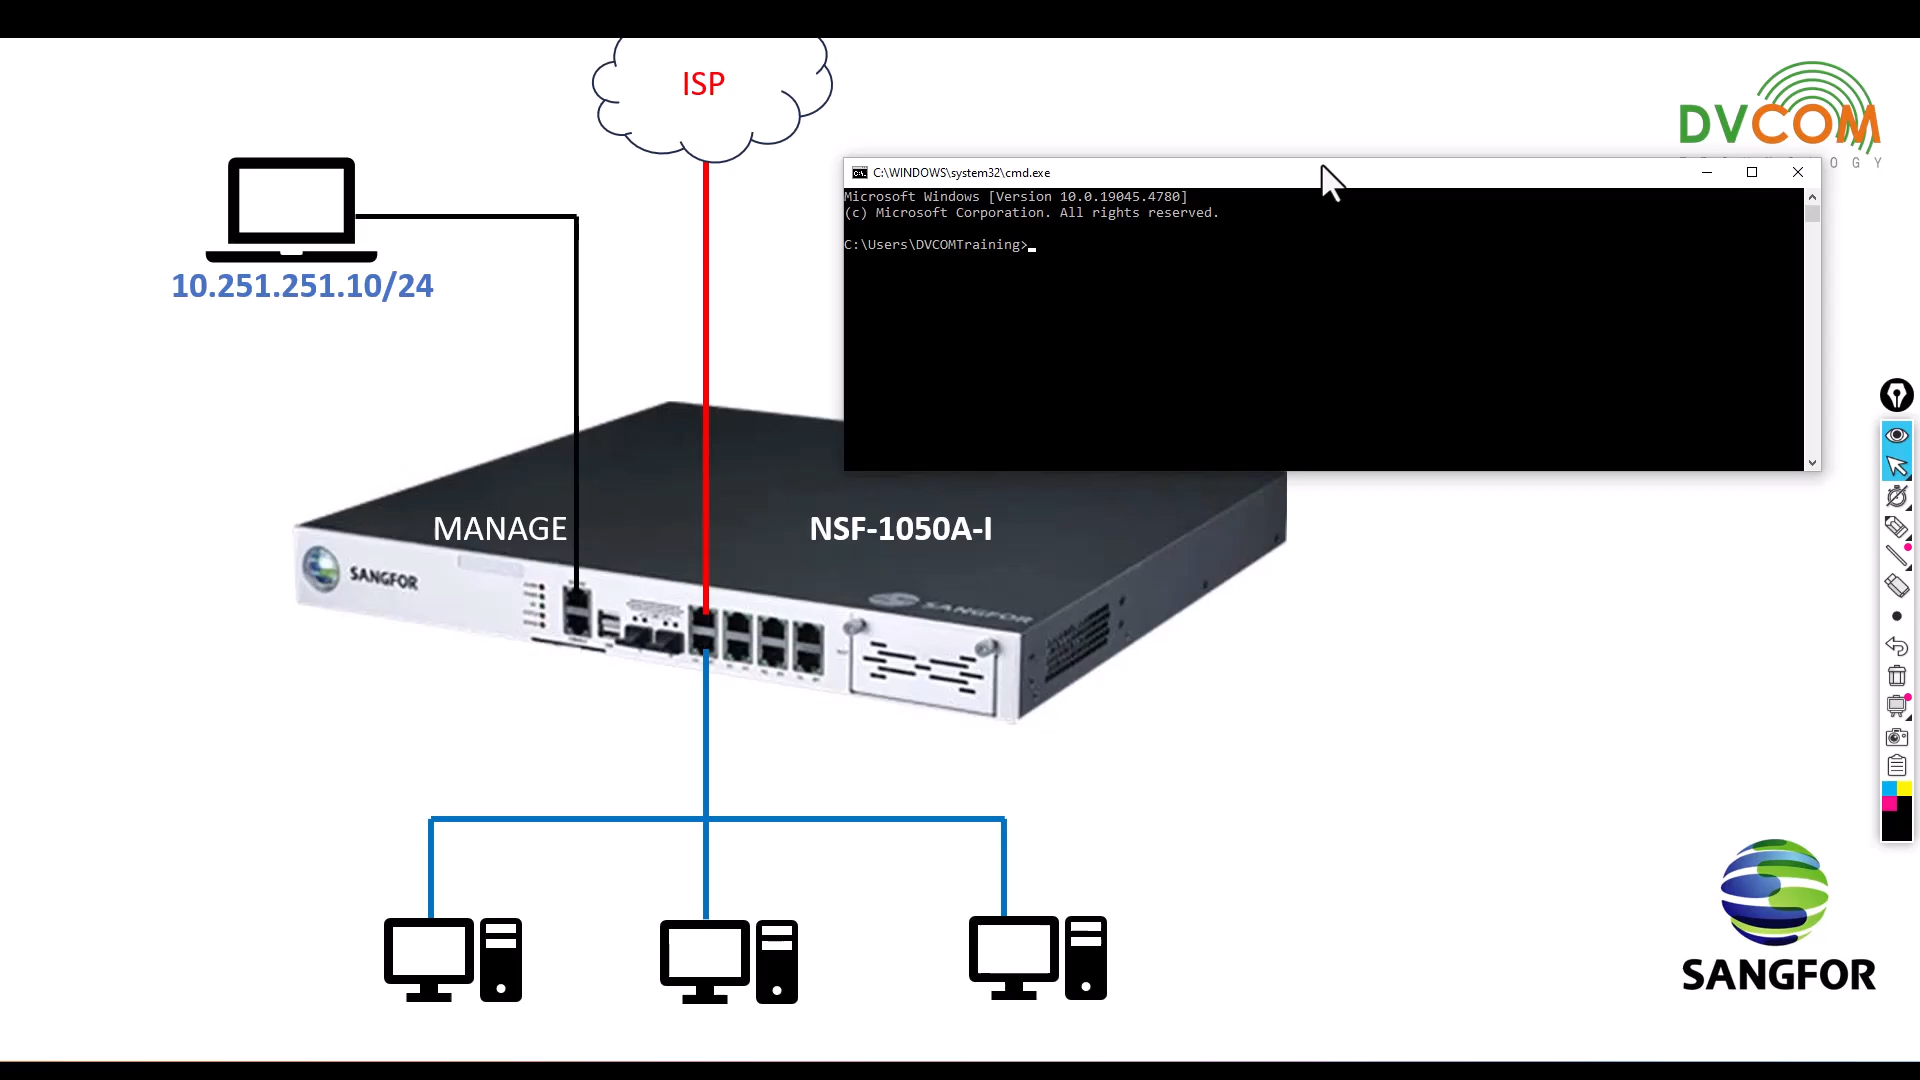 ISP
DVCOM
C:\WINDOWS\system32\cmd.exe
Microsoft Windows [Version 10.0.19045.4780]
(c) Microsoft Corporation. All rights reserved.
C:\Users\DVCOMTraining>
10.251.251.10/24
MANAGE
NSF-1050A-I
SANGFOR
SANGFOR
SANGFOR